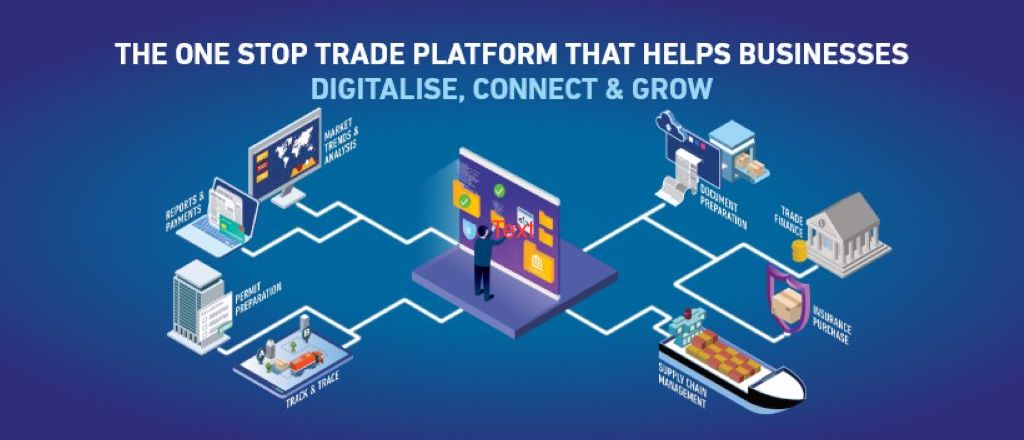 THE ONE STOP TRADE PLATFORM THAT HELPS BUSINESSES
DIGITALISE, CONNECT & GROW
MARKET
TRENDS &
ANALYSIS
REPORTS &
PAYMENTS
PERMIT
PREPARATION
A
B
TRACK & TRACE
Text
DOCUMENT
PREPARATION
TRADE
FINANCE
INSURANCE
PURCHASE
SUPPLY CHAIN
MANAGEMENT